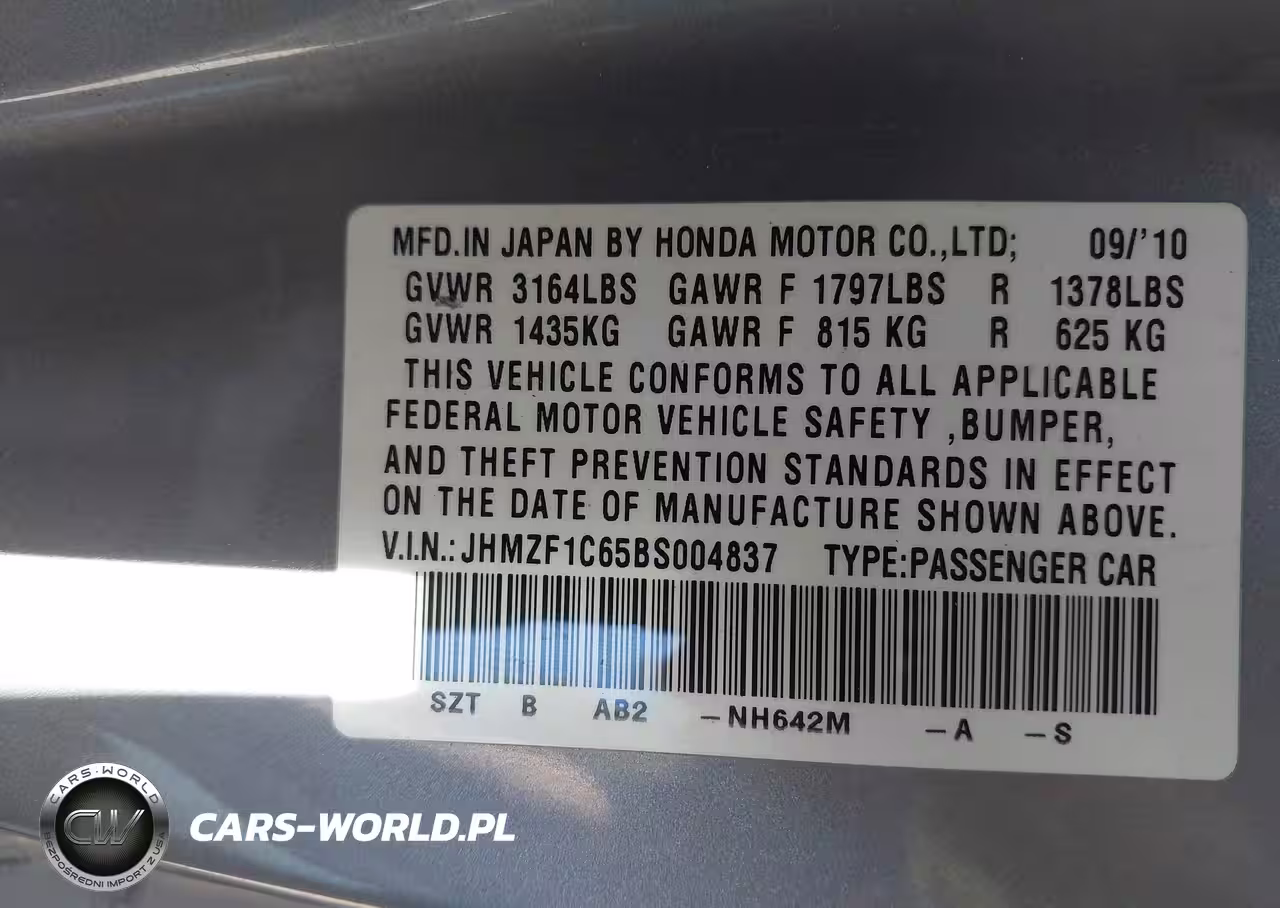 MFD.IN JAPAN BY HONDA MOTOR CO.,LTD; 09/'10
GVWR 3164LBS GAWR F 1797LBS R 1378LBS
GVWR 1435KG GAWR F 815 KG R 625 KG
THIS VEHICLE CONFORMS TO ALL APPLICABLE
FEDERAL MOTOR VEHICLE SAFETY ,BUMPER,
AND THEFT PREVENTION STANDARDS IN EFFECT
ON THE DATE OF MANUFACTURE SHOWN ABOVE.
V.I.N.: JHMZF1C65BS004837 TYPE:PASSENGER CAR
SZT B AB2 –NH642M –A –S
CARS-WORLD
CW
BEZPOŚREDNI IMPORT Z USA
CARS-WORLD.PL